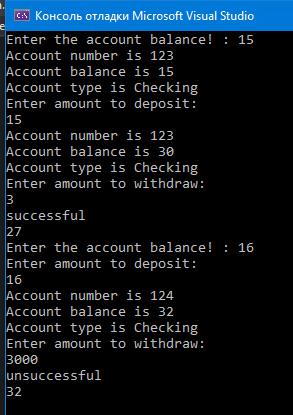 Консоль отладки Microsoft Visual Studio
Enter the account balance! : 15
Account number is 123
Account balance is 15
Account type is Checking
Enter amount to deposit:
15
Account number is 123
Account balance is 30
Account type is Checking
Enter amount to withdraw:
3
successful
27
Enter the account balance! : 16
Enter amount to deposit:
16
Account number is 124
Account balance is 32
Account type is Checking
Enter amount to withdraw:
3000
unsuccessful
32